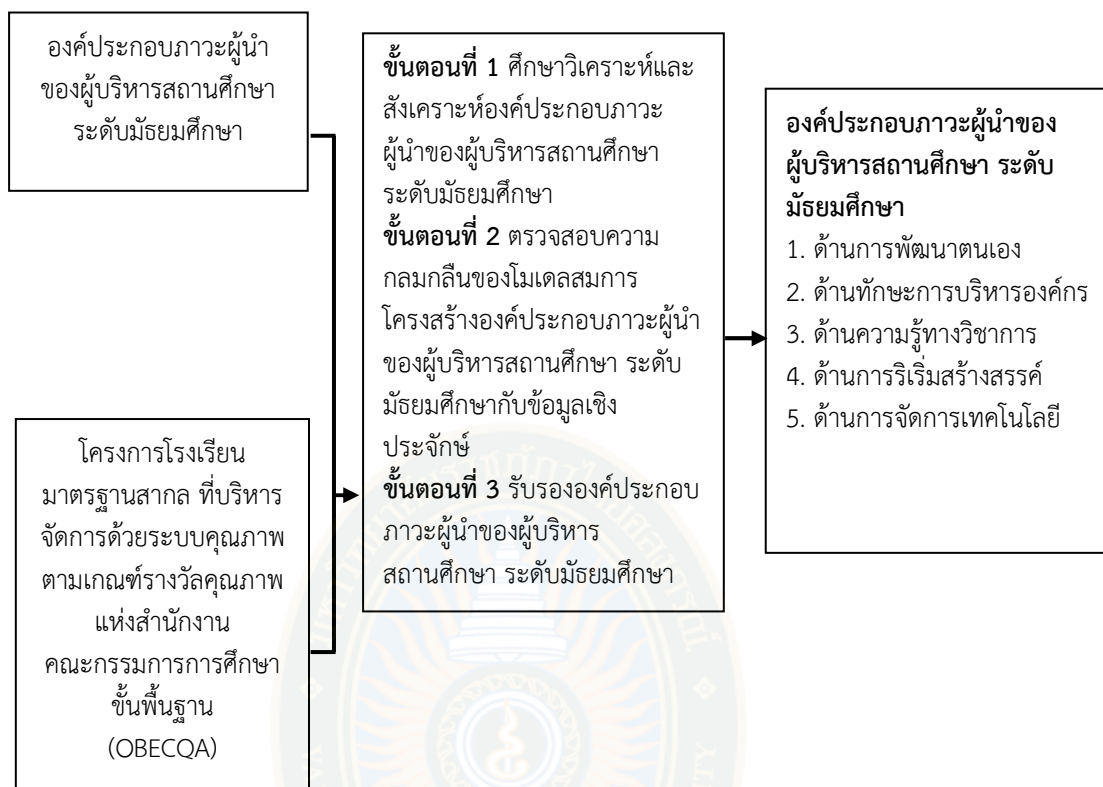 องค์ประกอบภาวะผู้นำ
ของผู้บริหารสถานศึกษา
ระดับมัธยมศึกษา
โครงการโรงเรียน
มาตรฐานสากล ที่บริหาร
จัดการด้วยระบบคุณภาพ
ตามเกณฑ์รางวัลคุณภาพ
แห่งสำนักงาน
คณะกรรมการการศึกษา
ขั้นพื้นฐาน
(OBECQA)
ขั้นตอนที่ 1 ศึกษาวิเคราะห์และ
สังเคราะห์องค์ประกอบภาวะ
ผู้นำของผู้บริหารสถานศึกษา
ระดับมัธยมศึกษา
ขั้นตอนที่ 2 ตรวจสอบความ
กลมกลืนของโมเดลสมการ
โครงสร้างองค์ประกอบภาวะผู้นำ
ของผู้บริหารสถานศึกษา ระดับ
มัธยมศึกษากับข้อมูลเชิง
ประจักษ์
ขั้นตอนที่ 3 รับรององค์ประกอบ
ภาวะผู้นำของผู้บริหาร
สถานศึกษา ระดับมัธยมศึกษา
องค์ประกอบภาวะผู้นำของ
ผู้บริหารสถานศึกษา ระดับ
มัธยมศึกษา
1. ด้านการพัฒนาตนเอง
2. ด้านทักษะการบริหารองค์กร
3. ด้านความรู้ทางวิชาการ
4. ด้านการริเริ่มสร้างสรรค์
5. ด้านการจัดการเทคโนโลยี